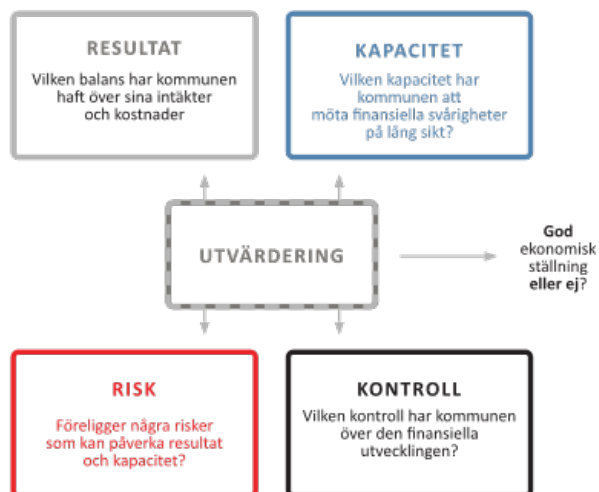 RESULTAT
Vilken balans har kommunen
haft över sina intäkter
och kostnader
KAPACITET
Vilken kapacitet har
kommunen att
möta finansiella svårigheter
på lång sikt?
UTVÄRDERING
God
ekonomisk
ställning
eller ej?
RISK
Föreligger några risker
som kan påverka resultat
och kapacitet?
KONTROLL
Vilken kontroll har kommunen
över den finansiella
utvecklingen?